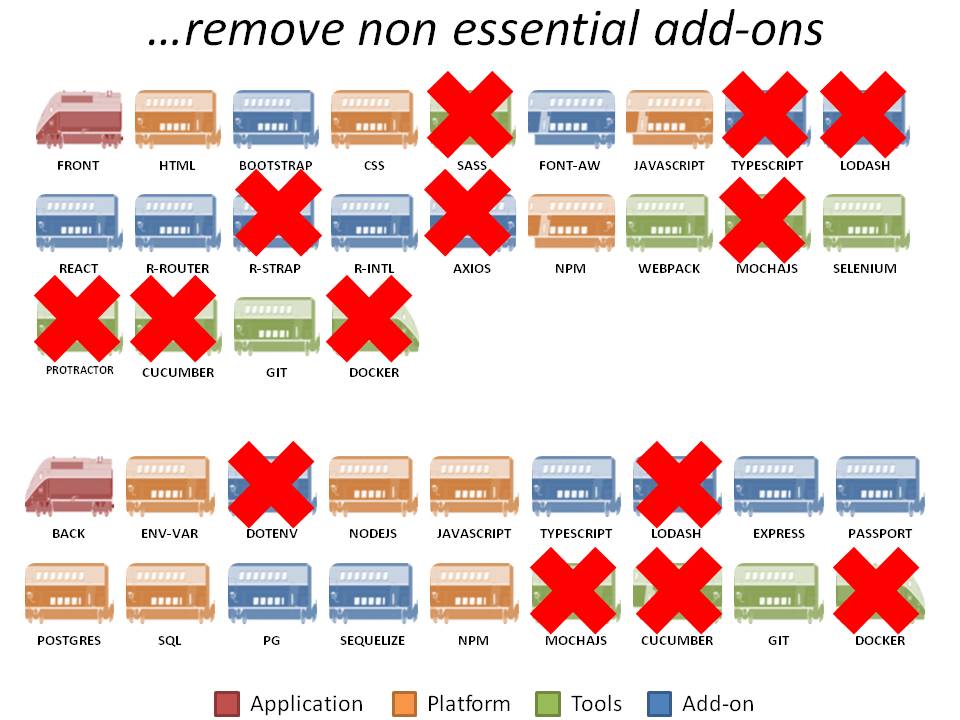 ...remove non essential add-ons
FRONT HTML BOOTSTRAP CSS SASS FONT-AW JAVASCRIPT TYPESCRIPT LODASH
REACT R-ROUTER R-STRAP R-INTL AXIOS NPM WEBPACK MOCHAJS SELENIUM
PROTRACTOR CUCUMBER GIT DOCKER
BACK ENV-VAR DOTENV NODEJS JAVASCRIPT TYPESCRIPT LODASH EXPRESS PASSPORT
POSTGRES SQL PG SEQUELIZE NPM MOCHAJS CUCUMBER GIT DOCKER
Application Platform Tools Add-on